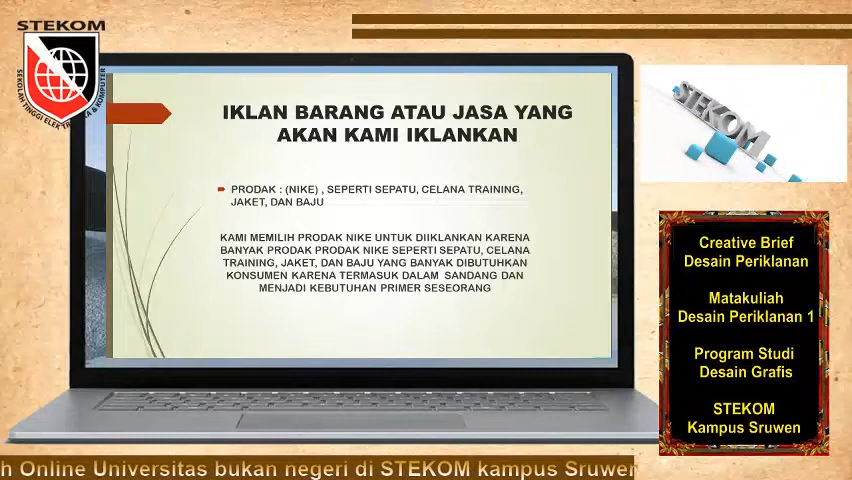 STEKOM
SEKOLAH TINGGI ELEKTRONIKA & KOMPUTER
IKLAN BARANG ATAU JASA YANG
AKAN KAMI IKLANKAN
PRODAK : (NIKE) , SEPERTI SEPATU, CELANA TRAINING,
JAKET, DAN BAJU
KAMI MEMILIH PRODAK NIKE UNTUK DIIKLANKAN KARENA
BANYAK PRODAK PRODAK NIKE SEPERTI SEPATU, CELANA
TRAINING, JAKET, DAN BAJU YANG BANYAK DIBUTUHKAN
KONSUMEN KARENA TERMASUK DALAM SANDANG DAN
MENJADI KEBUTUHAN PRIMER SESEORANG
STEKOM
Creative Brief
Desain Periklanan
Matakuliah
Desain Periklanan 1
Program Studi
Desain Grafis
STEKOM
Kampus Sruwen
h Online Universitas bukan negeri di STEKOM kampus Sruwen